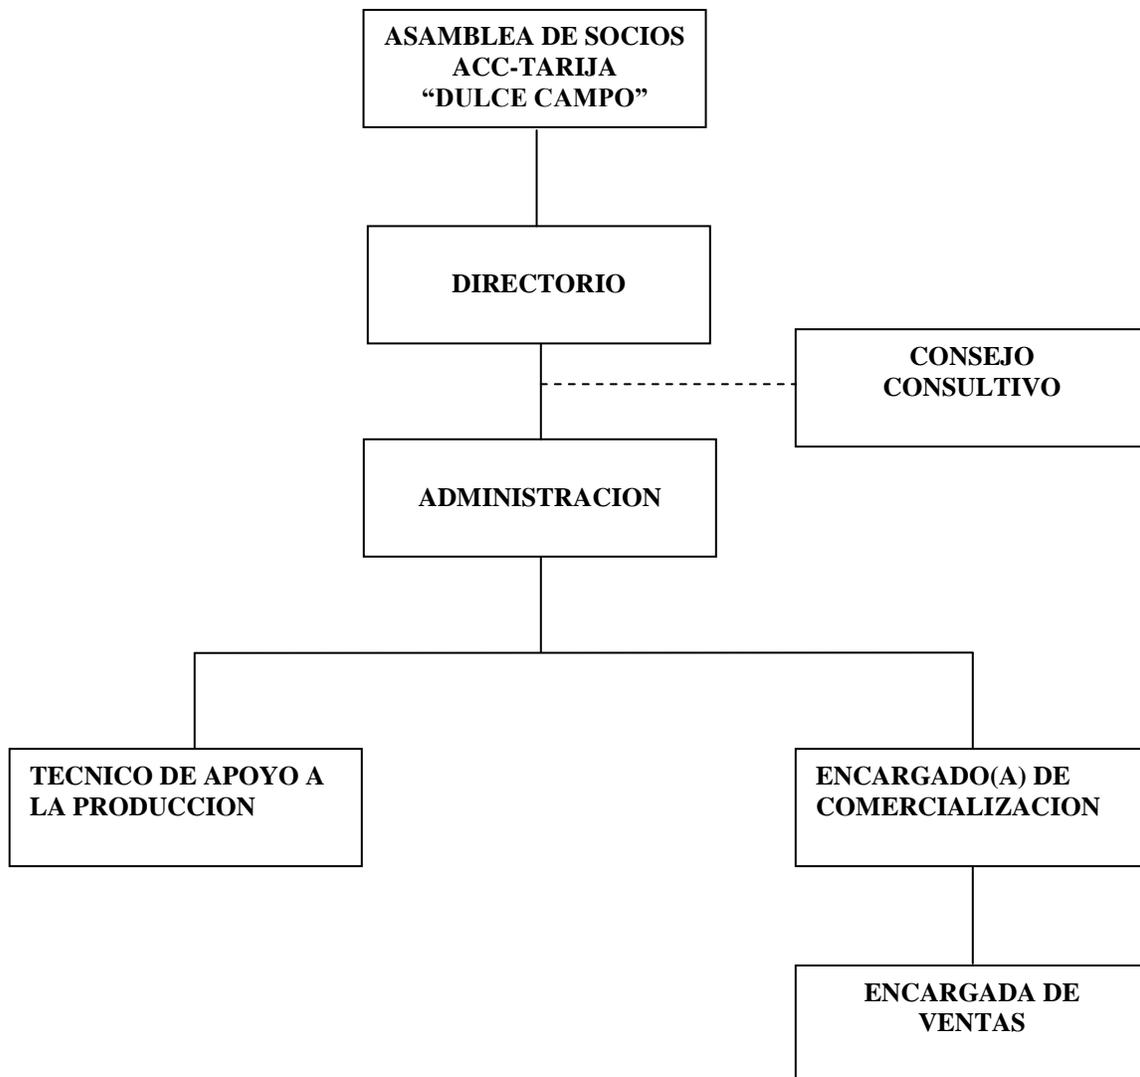 ASAMBLEA DE SOCIOS
ACC-TARIJA
“DULCE CAMPO”
DIRECTORIO
CONSEJO
CONSULTIVO
ADMINISTRACION
TECNICO DE APOYO A
LA PRODUCCION
ENCARGADO(A) DE
COMERCIALIZACION
ENCARGADA DE
VENTAS